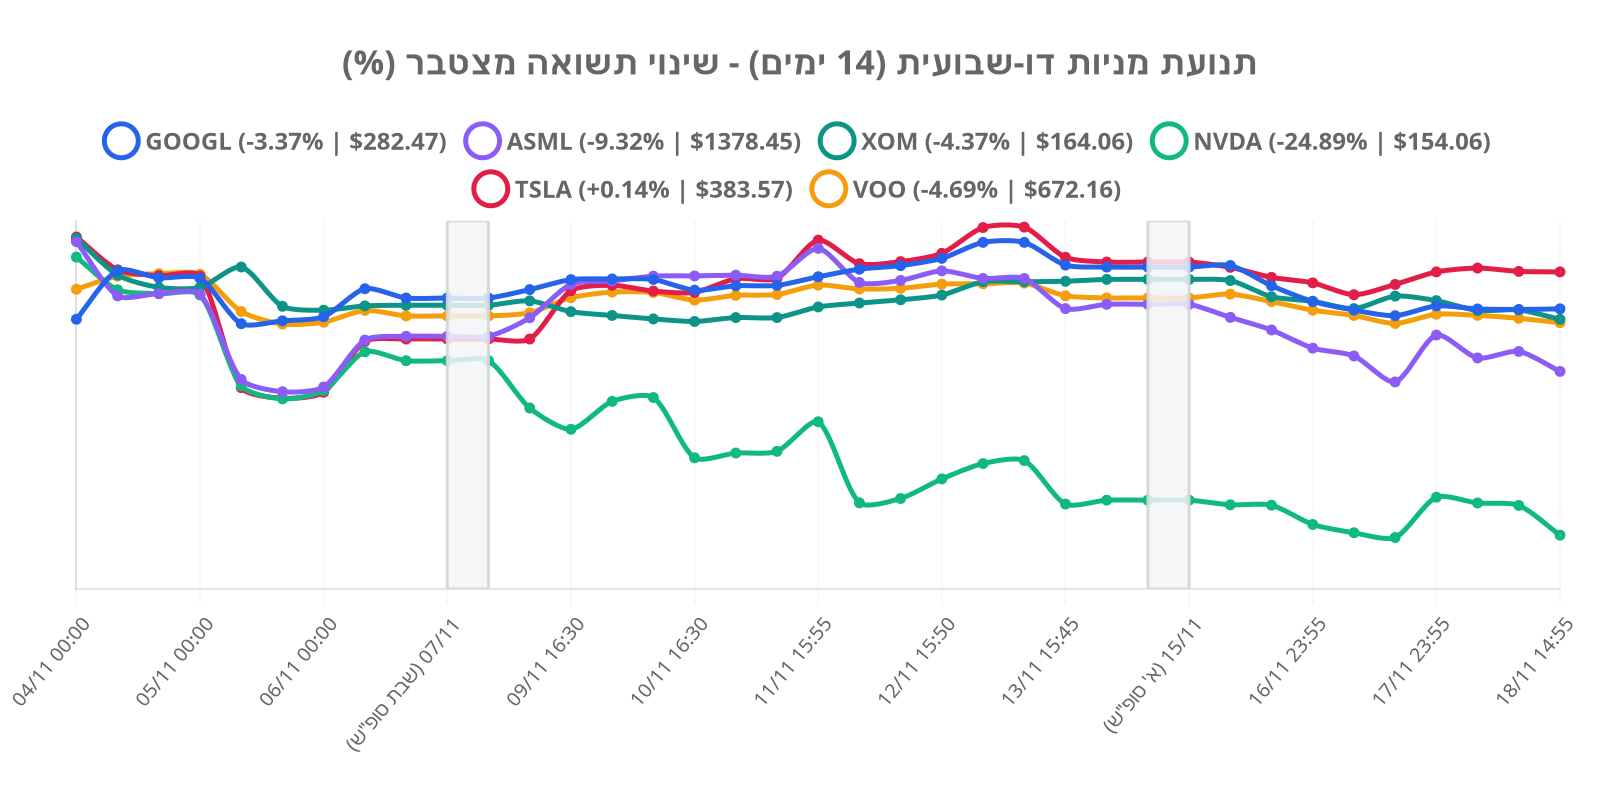 תנועת מניות דו-שבועית (14 ימים) - שינוי תשואה מצטבר (%)
GOOGL (-3.37% | $282.47) ASML (-9.32% | $1378.45) XOM (-4.37% | $164.06) NVDA (-24.89% | $154.06)
TSLA (+0.14% | $383.57) VOO (-4.69% | $672.16)
04/11 00:00
05/11 00:00
06/11 00:00
07/11 (שבת סופ"ש)
09/11 16:30
10/11 16:30
11/11 15:55
12/11 15:50
13/11 15:45
15/11 (א' סופ"ש)
16/11 23:55
17/11 23:55
18/11 14:55